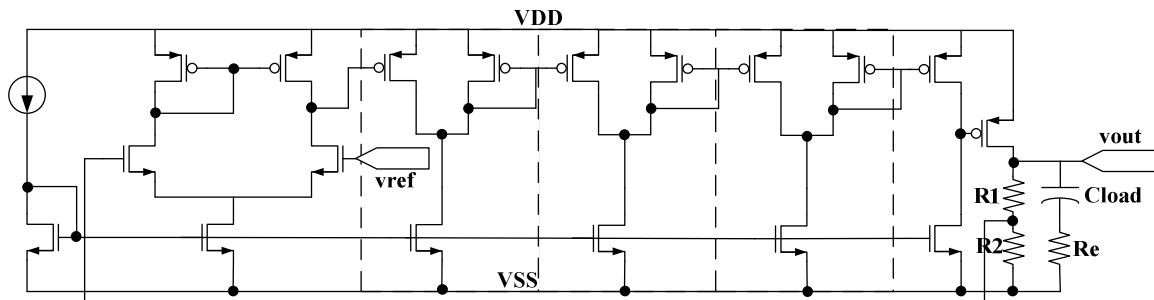 VDD
vref
vout
R1
Cload
R2
Re
VSS